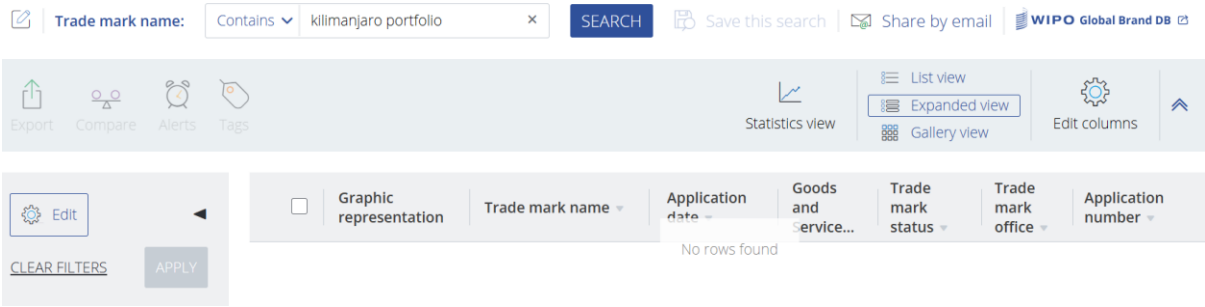 Trade mark name: Contains kilimanjaro portfolio × SEARCH Save this search Share by email WIPO Global Brand DB
Export Compare Alerts Tags
Statistics view
List view
Expanded view
Gallery view
Edit columns
Edit
CLEAR FILTERS APPLY
Graphic
representation
Trade mark name
Application
date
Goods
and
Service...
Trade
mark
status
Trade
mark
office
Application
number
No rows found